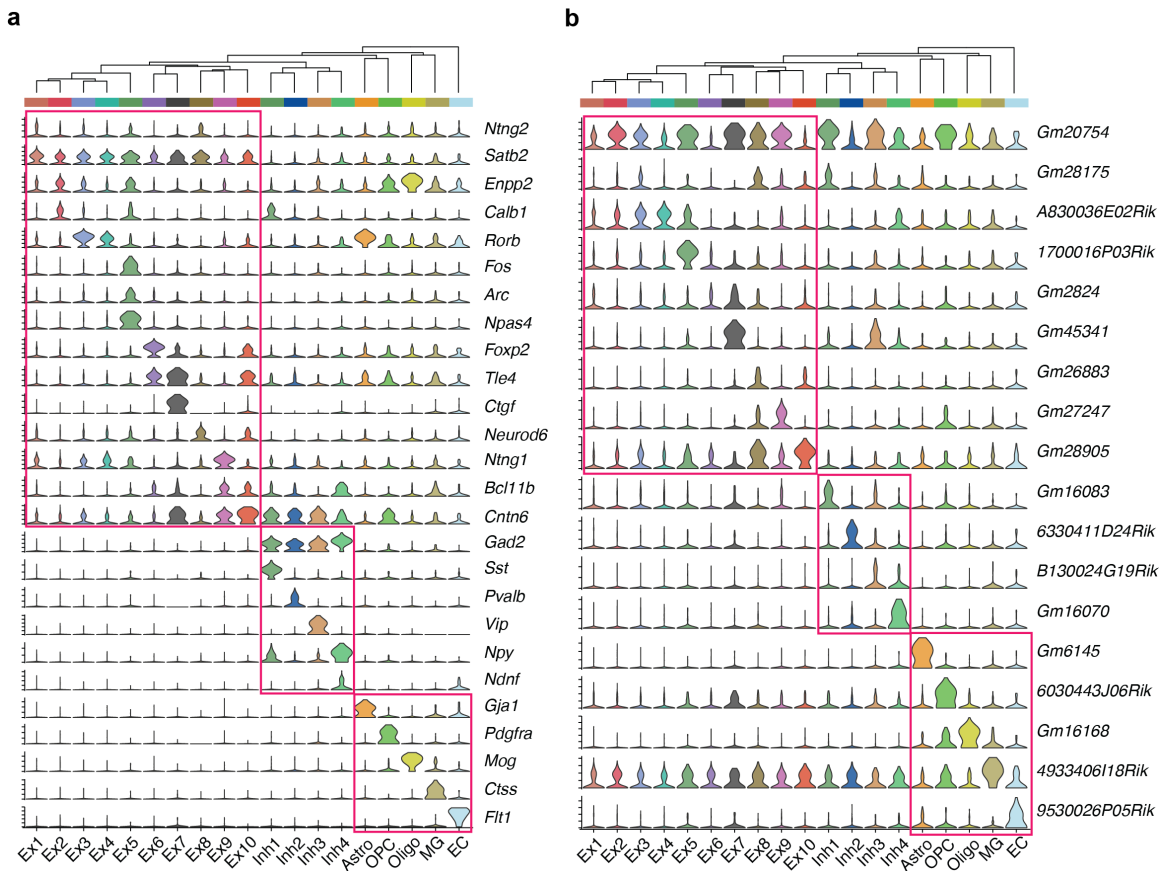 a
Ntng2
Satb2
Enpp2
Calb1
Rorb
Fos
Arc
Npas4
Foxp2
Tle4
Ctgf
Neurod6
Ntng1
Bcl11b
Cntn6
Gad2
Sst
Pvalb
Vip
Npy
Ndnf
Gja1
Pdgfra
Mog
Ctss
Flt1
Ex1 Ex2 Ex3 Ex4 Ex5 Ex6 Ex7 Ex8 Ex9 Ex10 Inh1 Inh2 Inh3 Inh4 Astro OPC Oligo MG EC
b
Gm20754
Gm28175
A830036E02Rik
1700016P03Rik
Gm2824
Gm45341
Gm26883
Gm27247
Gm28905
Gm16083
6330411D24Rik
B130024G19Rik
Gm16070
Gm6145
6030443J06Rik
Gm16168
4933406I18Rik
9530026P05Rik
Ex1 Ex2 Ex3 Ex4 Ex5 Ex6 Ex7 Ex8 Ex9 Ex10 Inh1 Inh2 Inh3 Inh4 Astro OPC Oligo MG EC